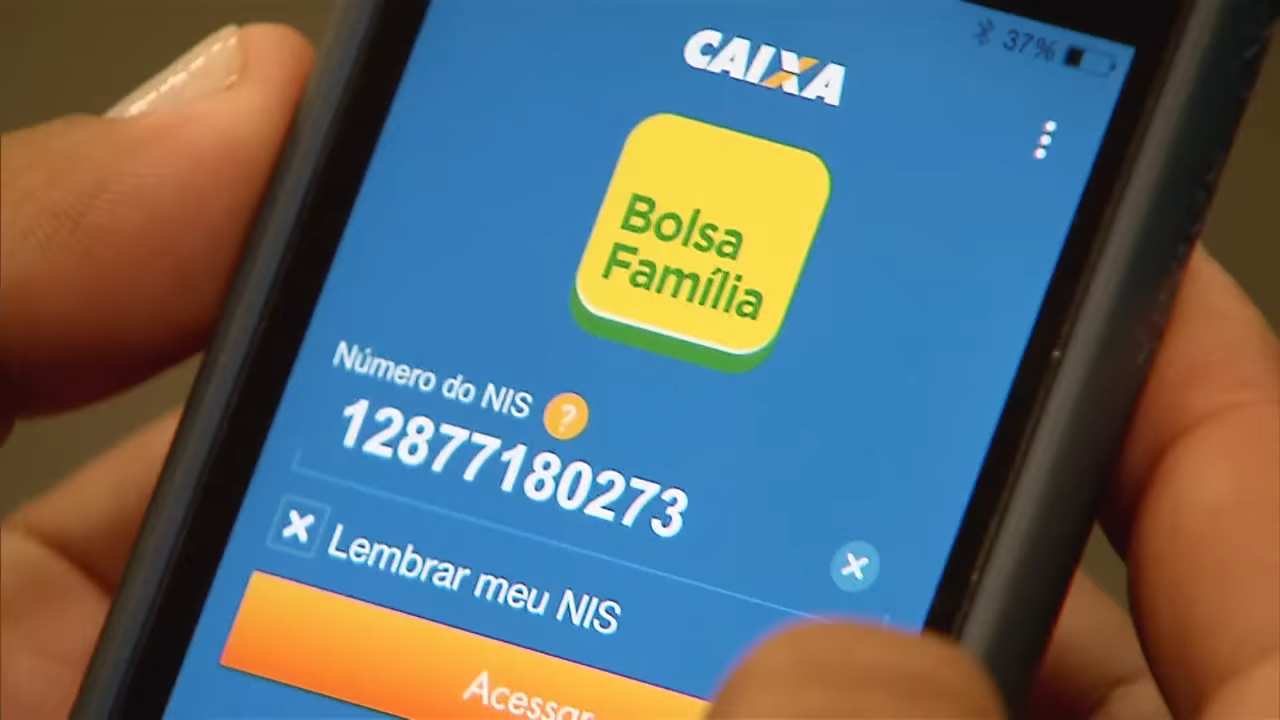 37%
CAIXA
Bolsa
Família
Número do NIS ?
12877180273
Lembrar meu NIS
Acessar